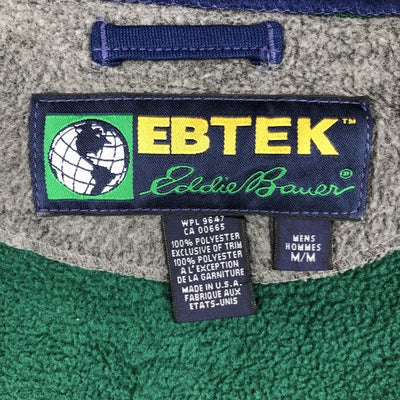 EBTEK™
Eddie Bauer®
WPL 9647
CA 00665
100% POLYESTER
EXCLUSIVE OF TRIM
100% POLYESTER
A L'EXCEPTION
DE LA GARNITURE
MADE IN U.S.A.
FABRIQUE AUX
ETATS-UNIS
MENS
HOMMES
M/M